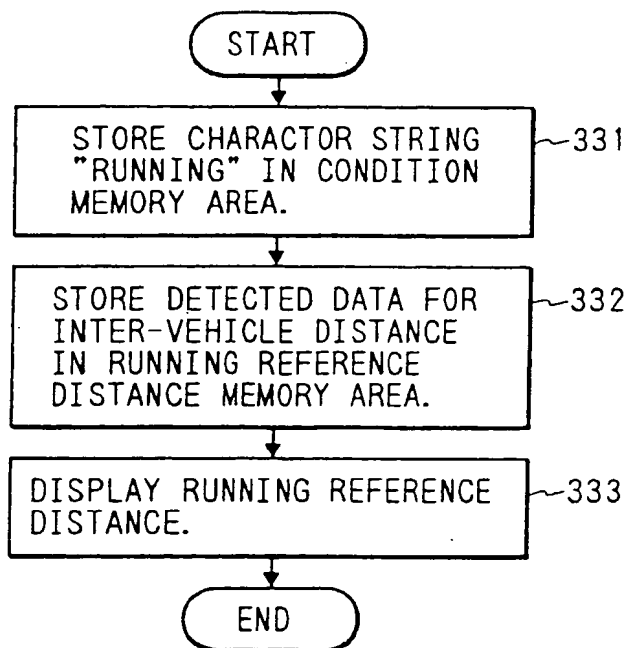 START
STORE CHARACTOR STRING
"RUNNING" IN CONDITION
MEMORY AREA.
331
STORE DETECTED DATA FOR
INTER-VEHICLE DISTANCE
IN RUNNING REFERENCE
DISTANCE MEMORY AREA.
332
DISPLAY RUNNING REFERENCE
DISTANCE.
333
END